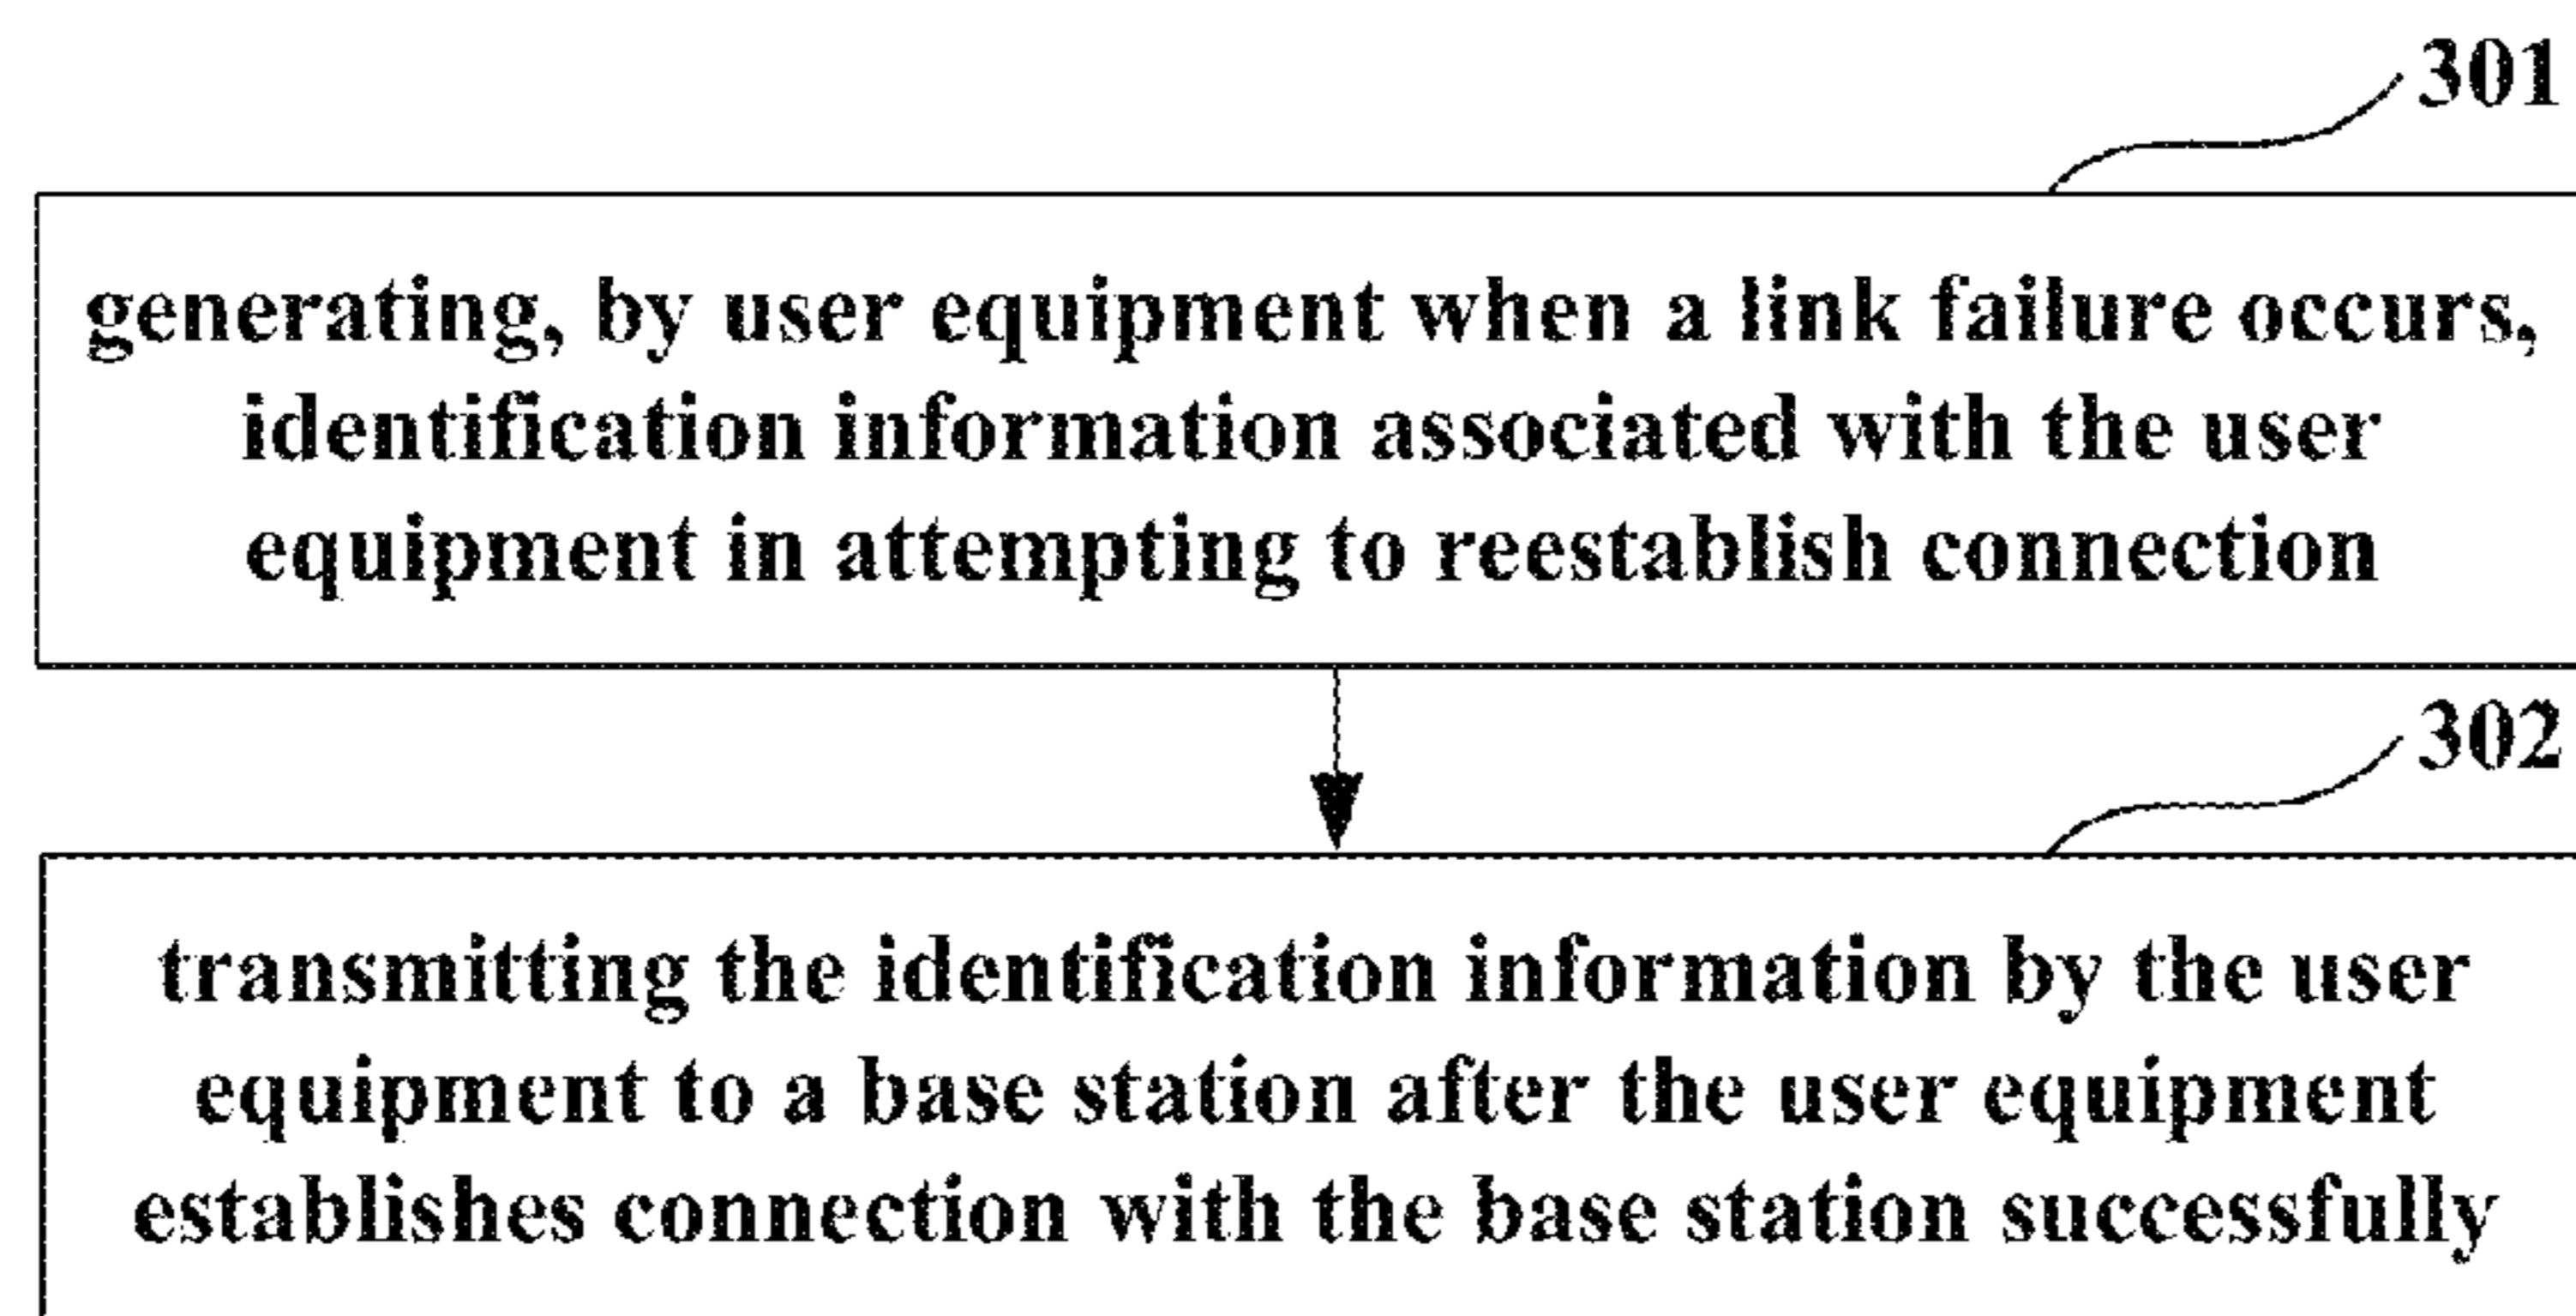 301
generating, by user equipment when a link failure occurs,
identification information associated with the user
equipment in attempting to reestablish connection
302
transmitting the identification information by the user
equipment to a base station after the user equipment
establishes connection with the base station successfully